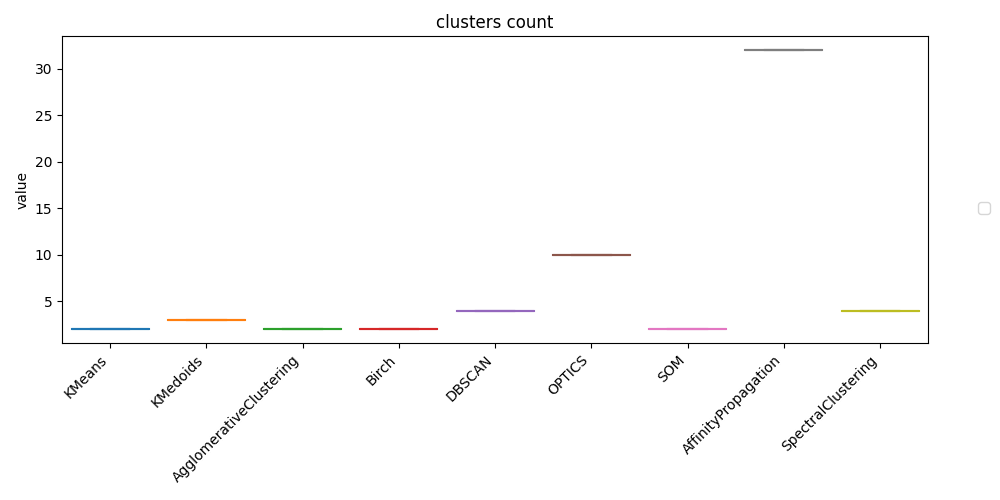 clusters count
value
30
25
20
15
10
5
KMeans
KMedoids
AgglomerativeClustering
Birch
DBSCAN
OPTICS
SOM
AffinityPropagation
SpectralClustering